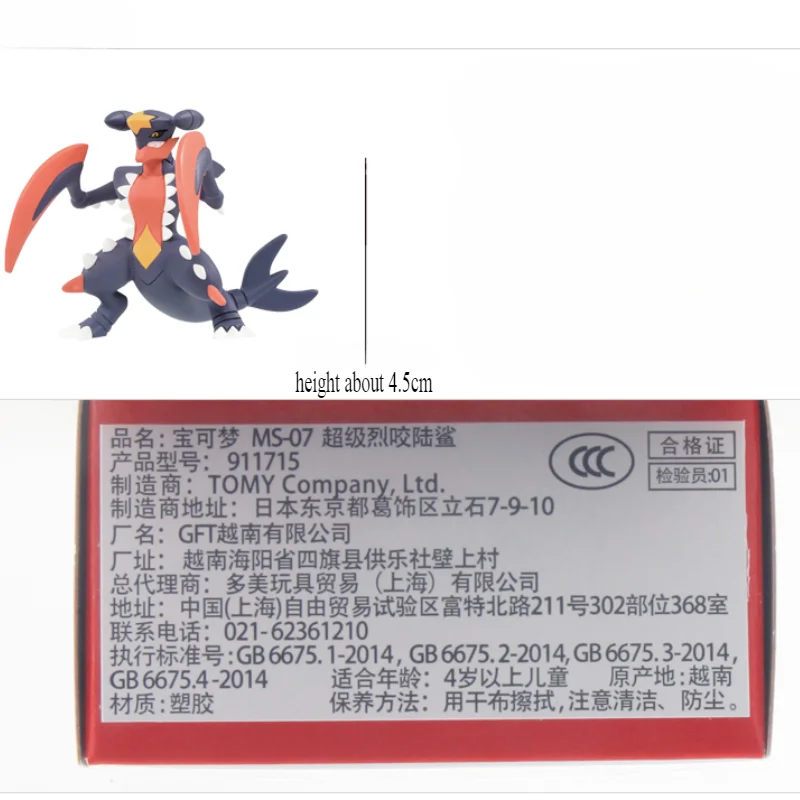 height about 4.5cm
品名: 宝可梦 MS-07 超级烈咬陆鲨
产品型号: 911715
制造商: TOMY Company, Ltd.
制造商地址: 日本东京都葛饰区立石7-9-10
厂名: GFT越南有限公司
厂址: 越南海阳省四旗县供乐社壁上村
总代理商: 多美玩具贸易（上海）有限公司
地址: 中国(上海)自由贸易试验区富特北路211号302部位368室
联系电话: 021-62361210
执行标准号:GB 6675.1-2014, GB 6675.2-2014,GB 6675.3-2014,
GB 6675.4-2014 适合年龄: 4岁以上儿童 原产地:越南
材质: 塑胶 保养方法: 用干布擦拭,注意清洁、防尘。
CCC
合格证
检验员:01